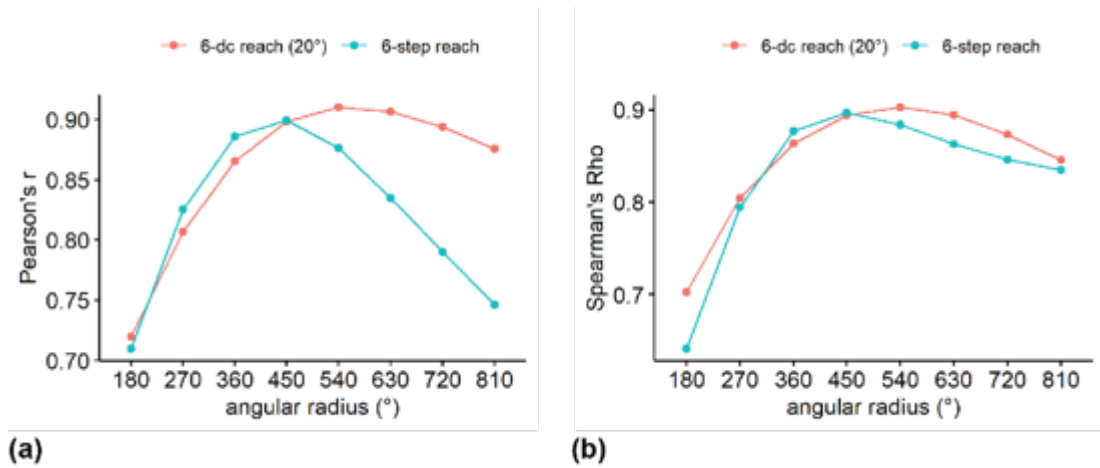 6-dc reach (20°) 6-step reach
Pearson's r
0.90
0.85
0.80
0.75
0.70
180 270 360 450 540 630 720 810
angular radius (°)
(a)
6-dc reach (20°) 6-step reach
Spearman's Rho
0.9
0.8
0.7
180 270 360 450 540 630 720 810
angular radius (°)
(b)